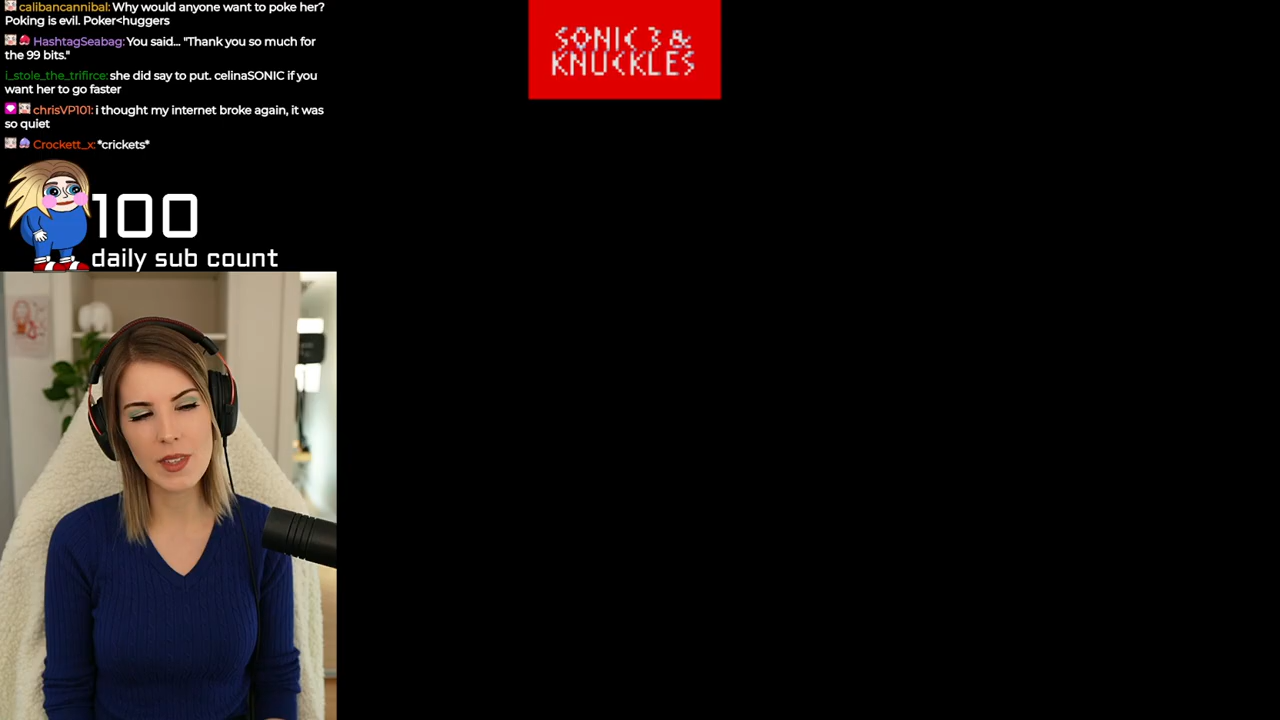 calibancannibal: Why would anyone want to poke her?
Poking is evil. Poker<huggers
HashtagSeabag: You said... "Thank you so much for
the 99 bits."
i_stole_the_trifirce: she did say to put. celinaSONIC if you
want her to go faster
chrisVP101: i thought my internet broke again, it was
so quiet
Crockett_x: *crickets*
100
daily sub count
SONIC 3 &
KNUCKLES